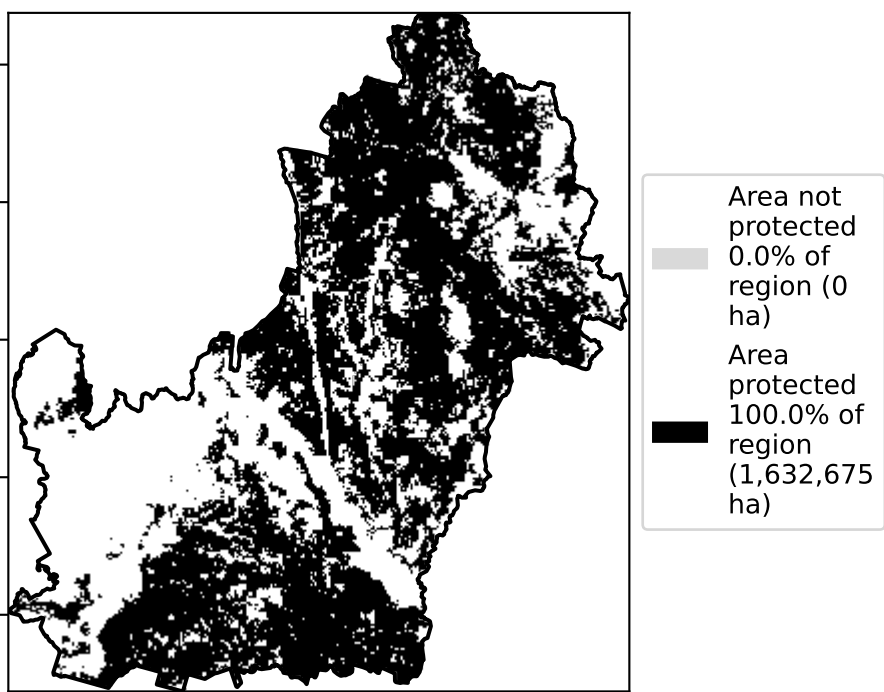 Area not
protected
0.0% of
region (0
ha)
Area
protected
100.0% of
region
(1,632,675
ha)